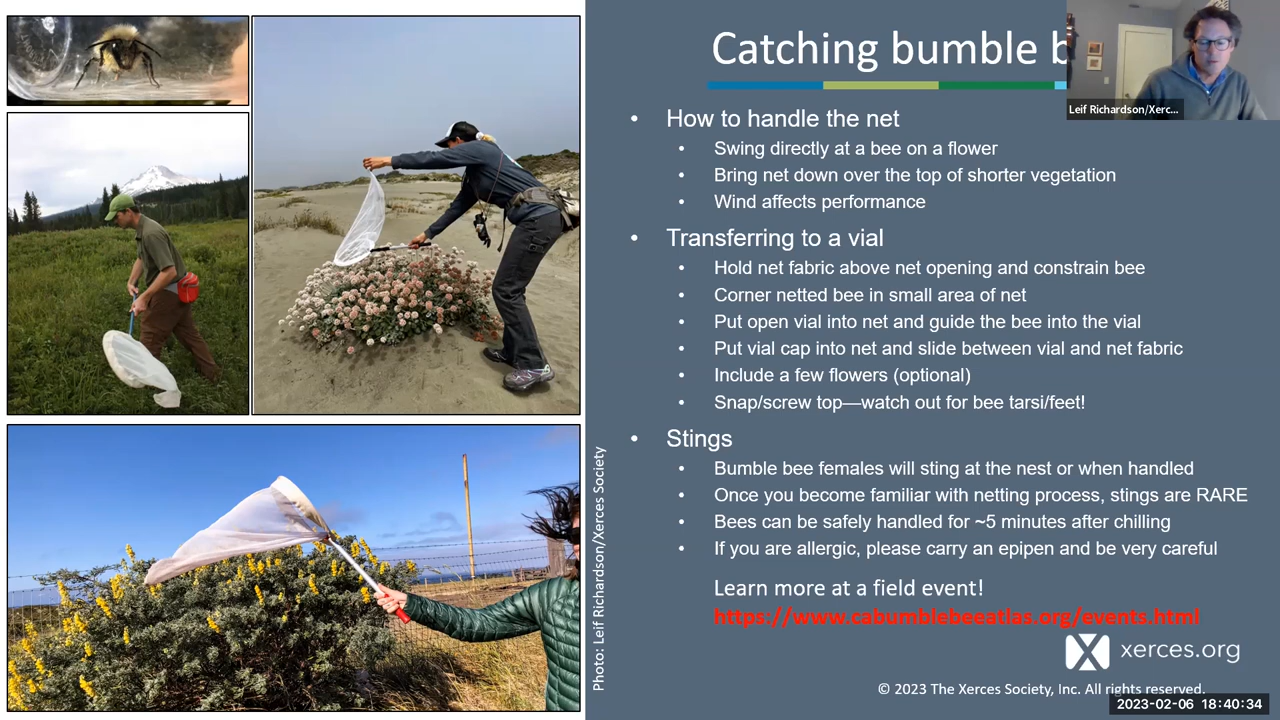 Catching bumble b
Leif Richardson/Xerc...
• How to handle the net
• Swing directly at a bee on a flower
• Bring net down over the top of shorter vegetation
• Wind affects performance
• Transferring to a vial
• Hold net fabric above net opening and constrain bee
• Corner netted bee in small area of net
• Put open vial into net and guide the bee into the vial
• Put vial cap into net and slide between vial and net fabric
• Include a few flowers (optional)
• Snap/screw top—watch out for bee tarsi/feet!
• Stings
• Bumble bee females will sting at the nest or when handled
• Once you become familiar with netting process, stings are RARE
• Bees can be safely handled for ~5 minutes after chilling
• If you are allergic, please carry an epipen and be very careful
Learn more at a field event!
https://www.cabumblebeeatlas.org/events.html
Photo: Leif Richardson/Xerces Society
xerces.org
© 2023 The Xerces Society, Inc. All rights reserved.
2023-02-06 18:40:34